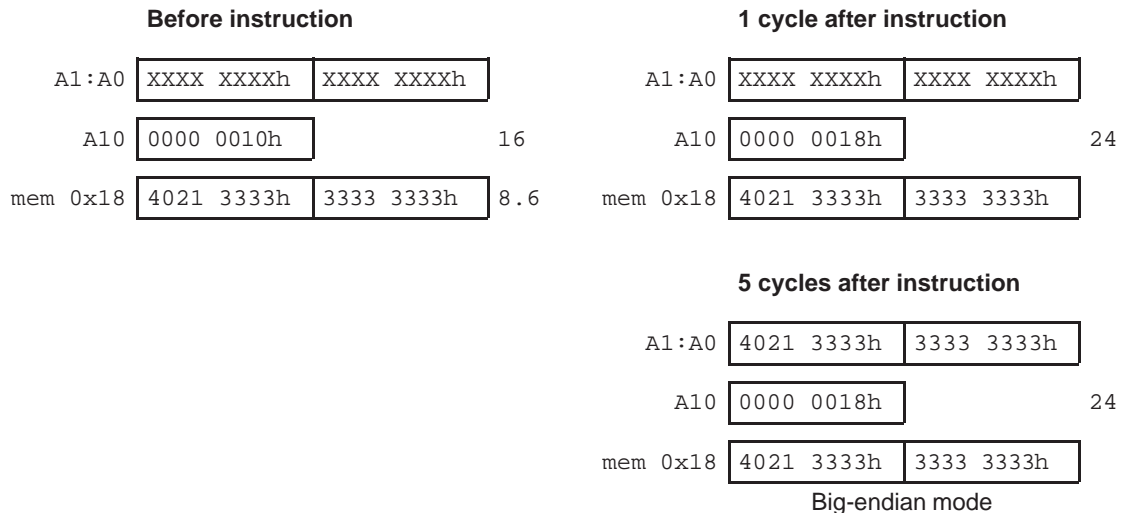 Before instruction
A1:A0 XXXX XXXXh XXXX XXXXh
A10 0000 0010h 16
mem 0x18 4021 3333h 3333 3333h 8.6
1 cycle after instruction
A1:A0 XXXX XXXXh XXXX XXXXh
A10 0000 0018h 24
mem 0x18 4021 3333h 3333 3333h
5 cycles after instruction
A1:A0 4021 3333h 3333 3333h
A10 0000 0018h 24
mem 0x18 4021 3333h 3333 3333h
Big-endian mode